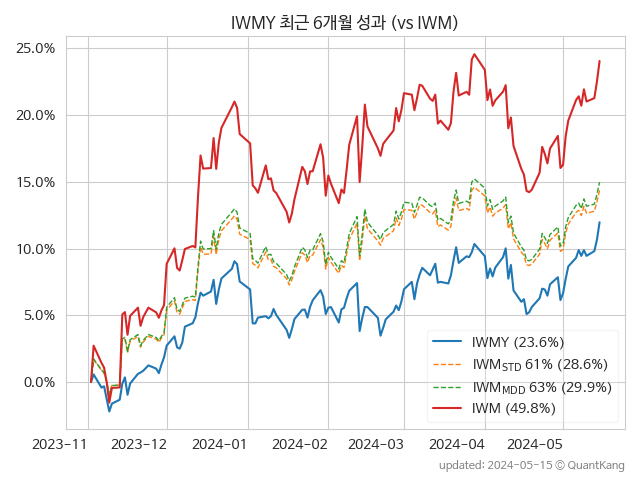 IWMY 최근 6개월 성과 (vs IWM)
25.0%
20.0%
15.0%
10.0%
5.0%
0.0%
IWMY (23.6%)
IWM_STD 61% (28.6%)
IWM_MDD 63% (29.9%)
IWM (49.8%)
2023-11 2023-12 2024-01 2024-02 2024-03 2024-04 2024-05
updated: 2024-05-15 © QuantKang